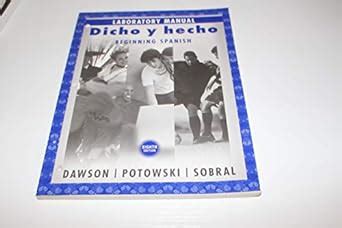 LABORATORY MANUAL
Dicho y hecho
BEGINNING SPANISH
EIGHTH
EDITION
DAWSON | POTOWSKI | SOBRAL